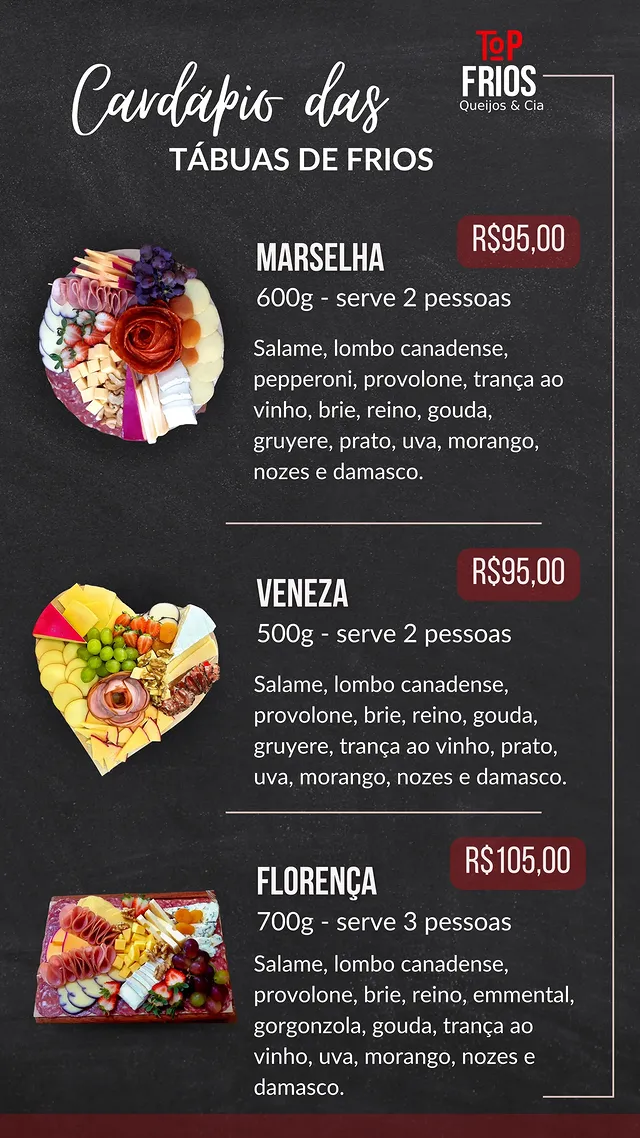 ToP
FRIOS
Queijos & Cia
Cardápio das
TÁBUAS DE FRIOS
R$95,00
MARSELHA
600g - serve 2 pessoas
Salame, lombo canadense,
pepperoni, provolone, trança ao
vinho, brie, reino, gouda,
gruyere, prato, uva, morango,
nozes e damasco.
R$95,00
VENEZA
500g - serve 2 pessoas
Salame, lombo canadense,
provolone, brie, reino, gouda,
gruyere, trança ao vinho, prato,
uva, morango, nozes e damasco.
R$105,00
FLORENÇA
700g - serve 3 pessoas
Salame, lombo canadense,
provolone, brie, reino, emmental,
gorgonzola, gouda, trança ao
vinho, uva, morango, nozes e
damasco.